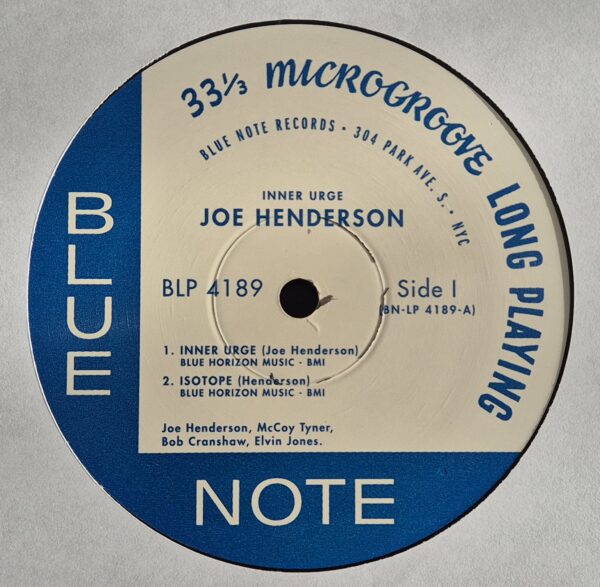 33⅓ MICROGROOVE LONG PLAYING
BLUE NOTE RECORDS • 304 PARK AVE. S. • NYC
INNER URGE
JOE HENDERSON
BLP 4189
Side I
(BN-LP 4189-A)
1. INNER URGE (Joe Henderson)
BLUE HORIZON MUSIC - BMI
2. ISOTOPE (Henderson)
BLUE HORIZON MUSIC - BMI
Joe Henderson, McCoy Tyner,
Bob Cranshaw, Elvin Jones.
BLUE
NOTE